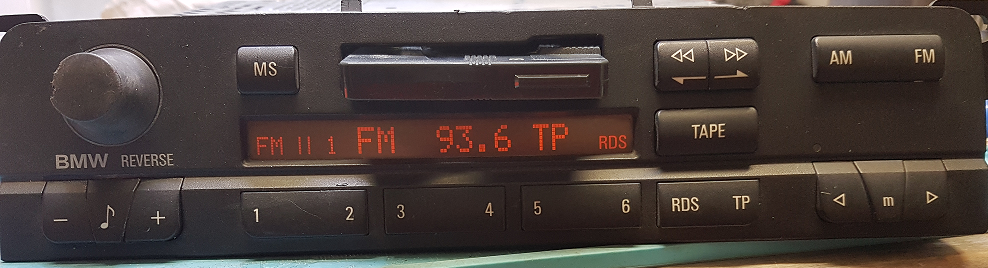 MS
AM FM
TAPE
FM II 1 FM 93.6 TP RDS
BMW REVERSE
− +
1 2 3 4 5 6 RDS TP m